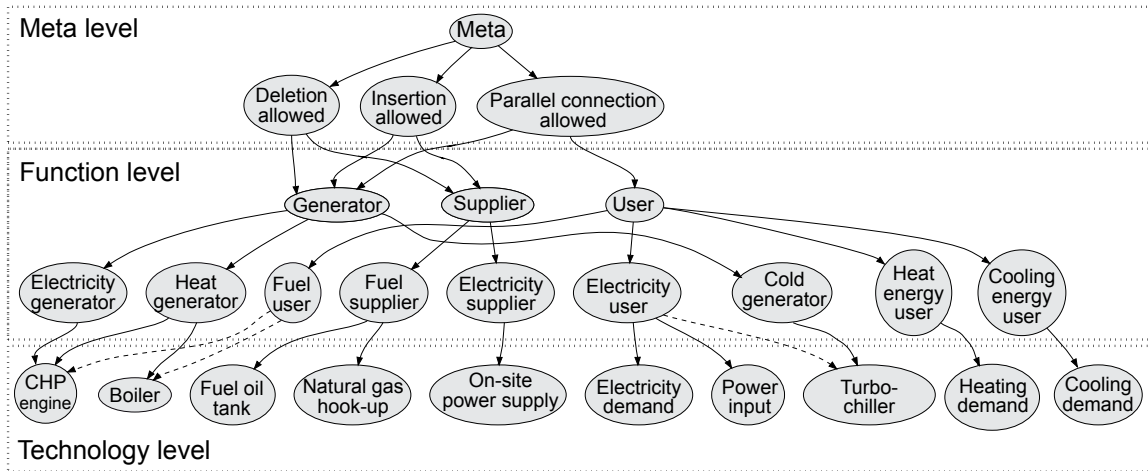 Meta level
Meta
Deletion
allowed
Insertion
allowed
Parallel connection
allowed
Function level
Generator
Supplier
User
Electricity
generator
Heat
generator
Fuel
user
Fuel
supplier
Electricity
supplier
Electricity
user
Cold
generator
Heat
energy
user
Cooling
energy
user
CHP
engine
Boiler
Fuel oil
tank
Natural gas
hook-up
On-site
power supply
Electricity
demand
Power
input
Turbo-
chiller
Heating
demand
Cooling
demand
Technology level